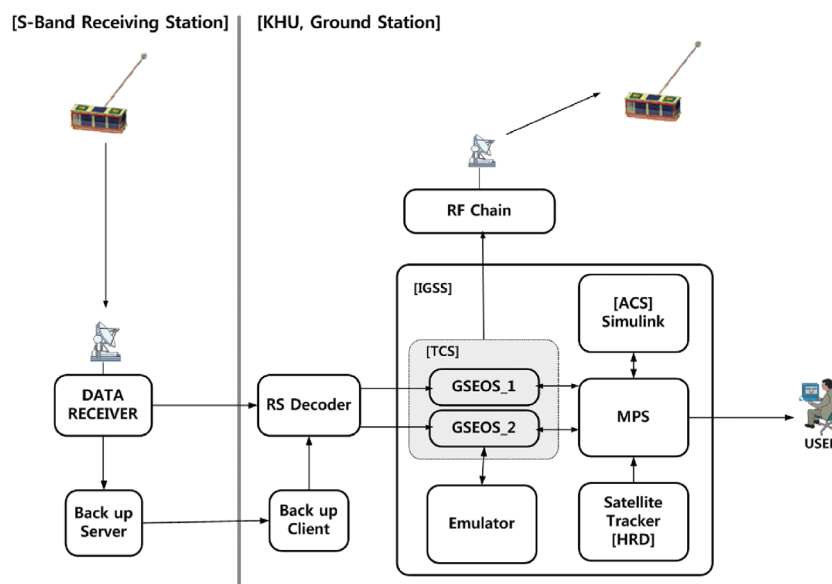 [S-Band Receiving Station]
[KHU, Ground Station]
RF Chain
[IGSS]
[ACS]
Simulink
[TCS]
GSEOS_1
GSEOS_2
DATA
RECEIVER
RS Decoder
MPS
USER
Back up
Server
Back up
Client
Emulator
Satellite
Tracker
[HRD]